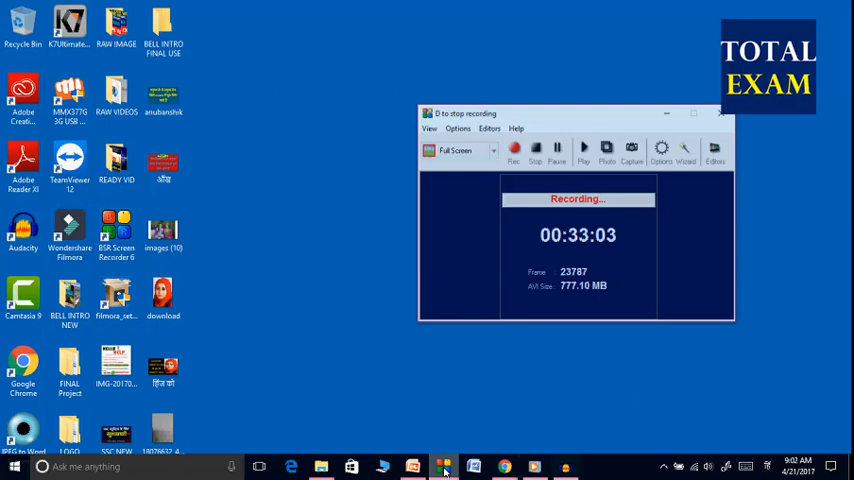 Recycle Bin
K7Ultimate...
RAW IMAGE
BELL INTRO
FINAL USE
Adobe
Creati...
MMX377G
3G USB ...
RAW VIDEOS
anubanshik
Adobe
Reader XI
TeamViewer
12
READY VID
आँख
Audacity
Wondershare
Filmora
BSR Screen
Recorder 6
images (10)
Camtasia 9
BELL INTRO
NEW
filmora_set...
download
Google
Chrome
FINAL
Project
IMG-20170...
हिंज को
JPEG to Word
LOGO
SSC NEW
18076632_4...
TOTAL
EXAM
D to stop recording
View Options Editors Help
Full Screen
Rec Stop Pause Play Photo Capture Options Wizard Editors
Recording...
00:33:03
Frame : 23787
AVI Size: 777.10 MB
Ask me anything
9:02 AM
4/21/2017